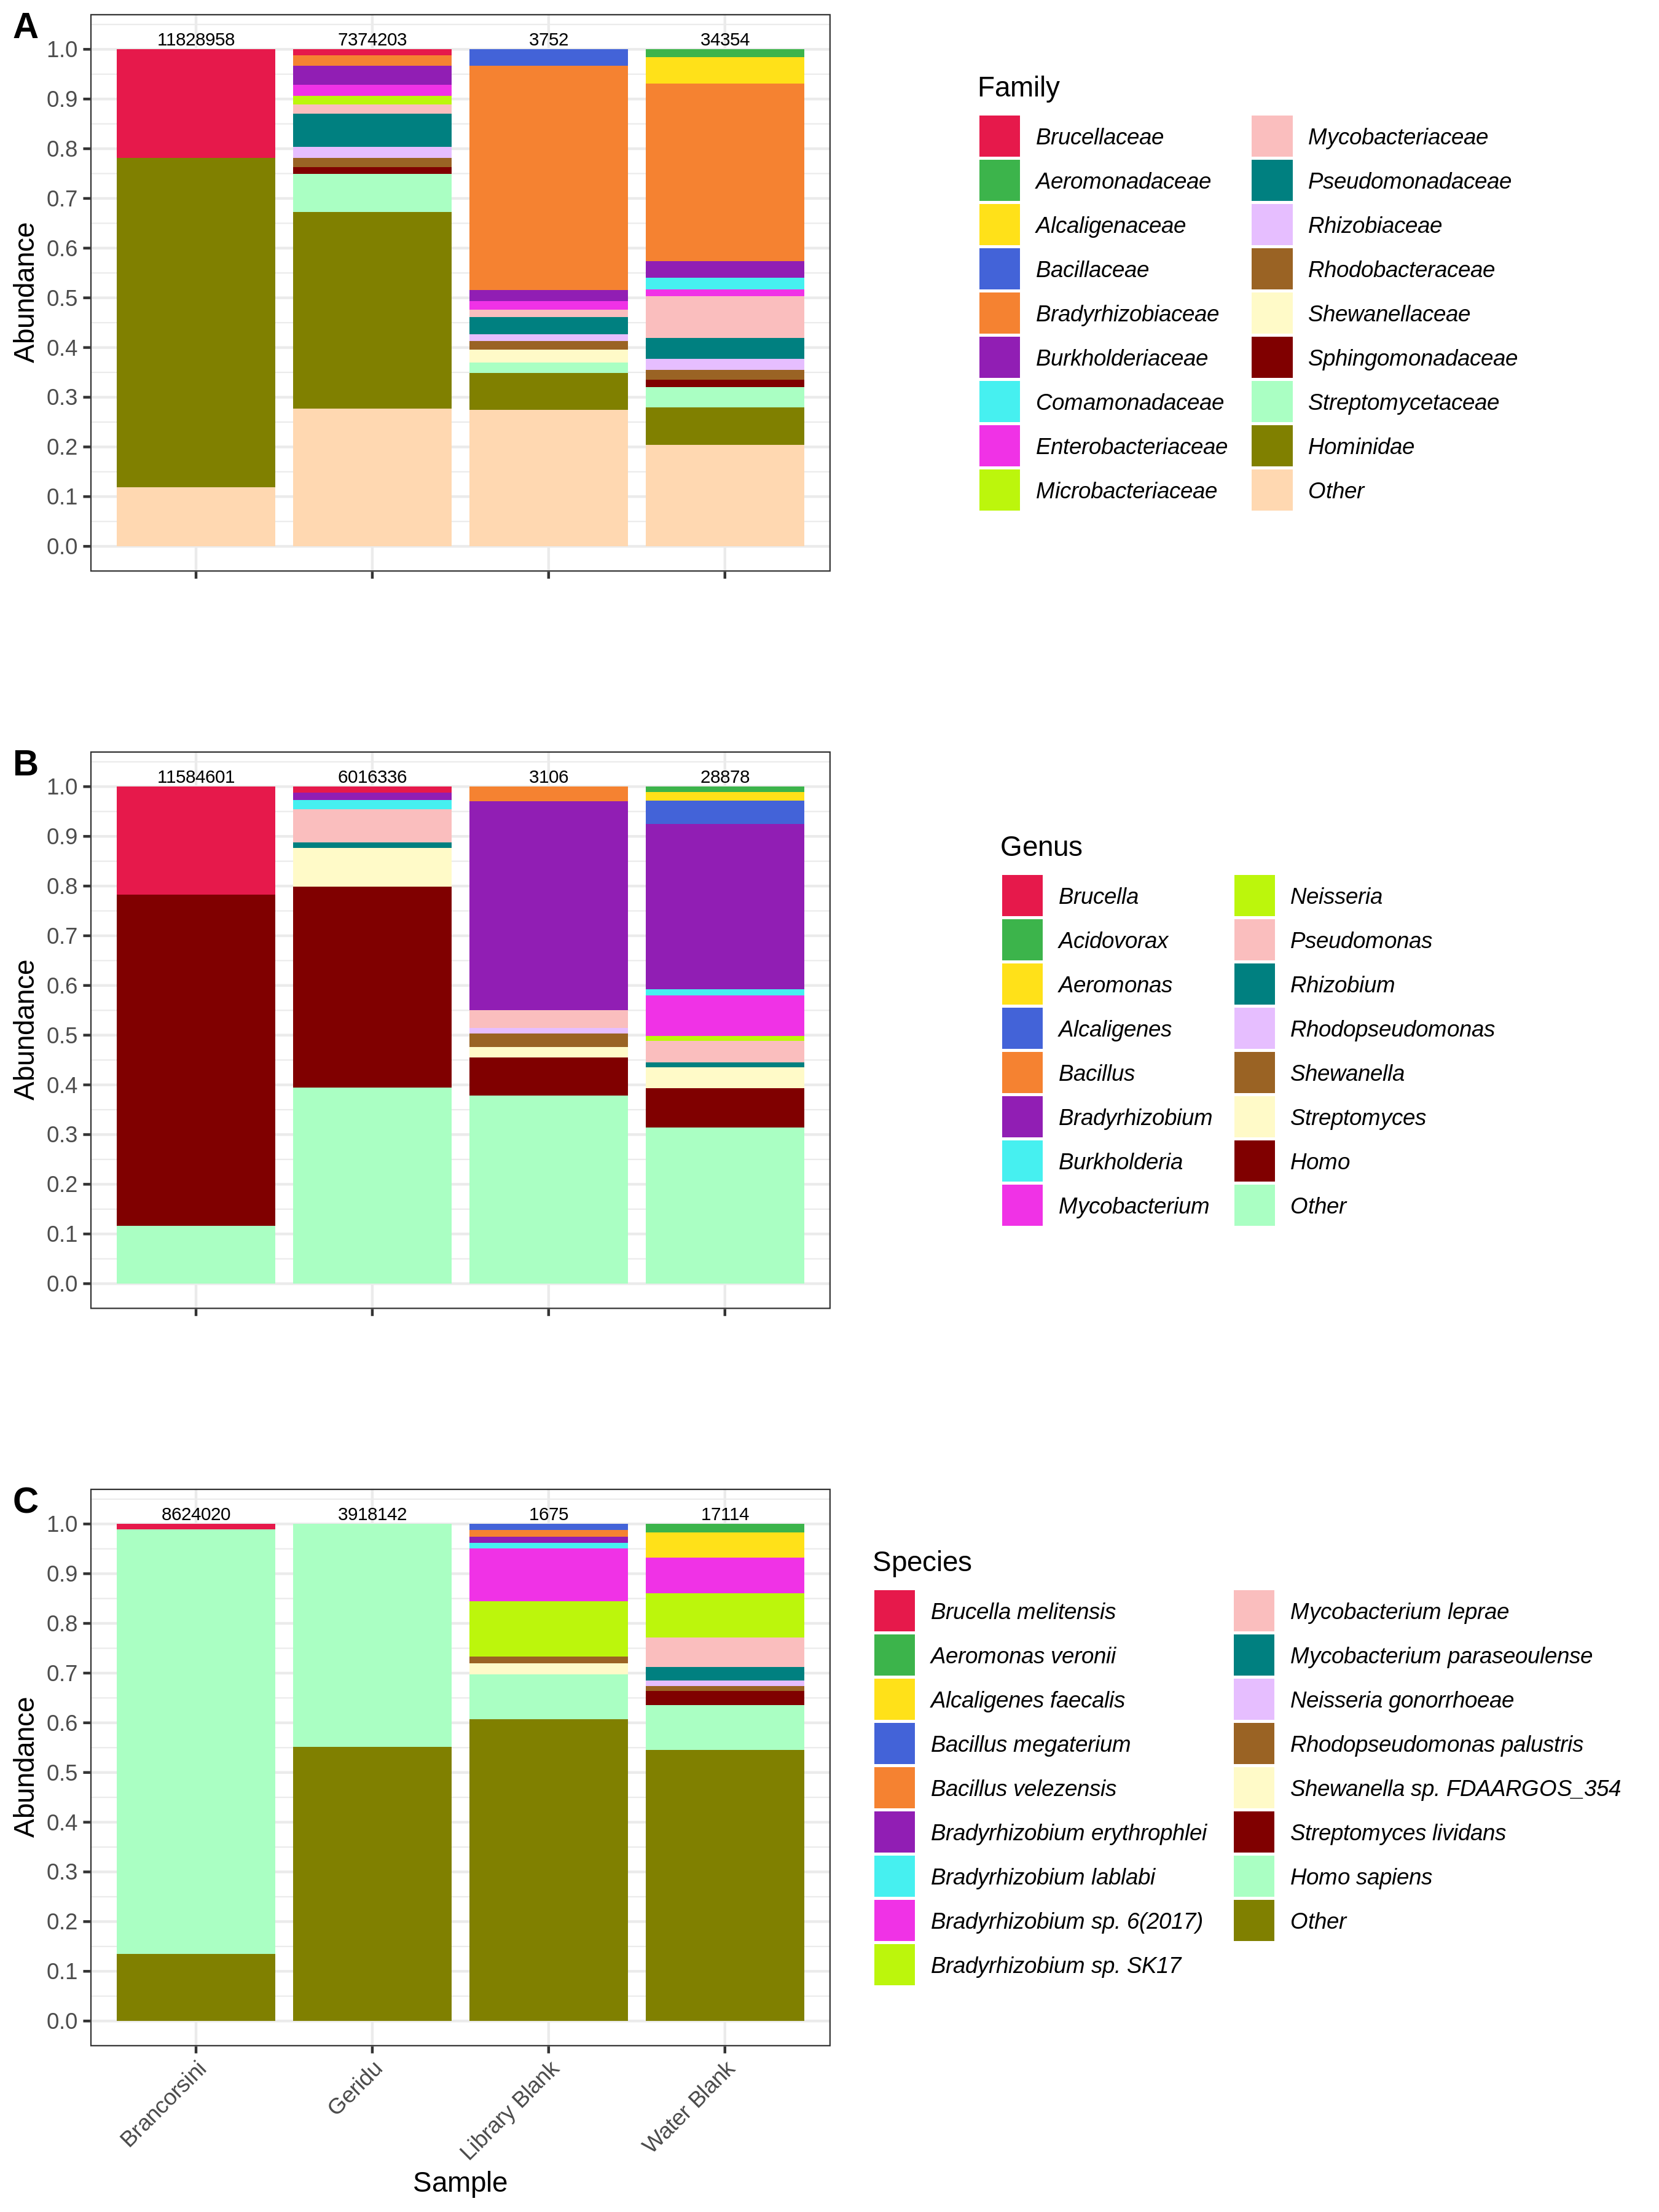 A
11828958 7374203 3752 34354
1.0
0.9
0.8
0.7
0.6
0.5
0.4
0.3
0.2
0.1
0.0
Abundance
Family
Brucellaceae
Aeromonadaceae
Alcaligenaceae
Bacillaceae
Bradyrhizobiaceae
Burkholderiaceae
Comamonadaceae
Enterobacteriaceae
Microbacteriaceae
Mycobacteriaceae
Pseudomonadaceae
Rhizobiaceae
Rhodobacteraceae
Shewanellaceae
Sphingomonadaceae
Streptomycetaceae
Hominidae
Other
B
11584601 6016336 3106 28878
1.0
0.9
0.8
0.7
0.6
0.5
0.4
0.3
0.2
0.1
0.0
Abundance
Genus
Brucella
Acidovorax
Aeromonas
Alcaligenes
Bacillus
Bradyrhizobium
Burkholderia
Mycobacterium
Neisseria
Pseudomonas
Rhizobium
Rhodopseudomonas
Shewanella
Streptomyces
Homo
Other
C
8624020 3918142 1675 17114
1.0
0.9
0.8
0.7
0.6
0.5
0.4
0.3
0.2
0.1
0.0
Abundance
Brancorsini
Geridu
Library Blank
Water Blank
Sample
Species
Brucella melitensis
Aeromonas veronii
Alcaligenes faecalis
Bacillus megaterium
Bacillus velezensis
Bradyrhizobium erythrophlei
Bradyrhizobium lablabi
Bradyrhizobium sp. 6(2017)
Bradyrhizobium sp. SK17
Mycobacterium leprae
Mycobacterium paraseoulense
Neisseria gonorrhoeae
Rhodopseudomonas palustris
Shewanella sp. FDAARGOS_354
Streptomyces lividans
Homo sapiens
Other